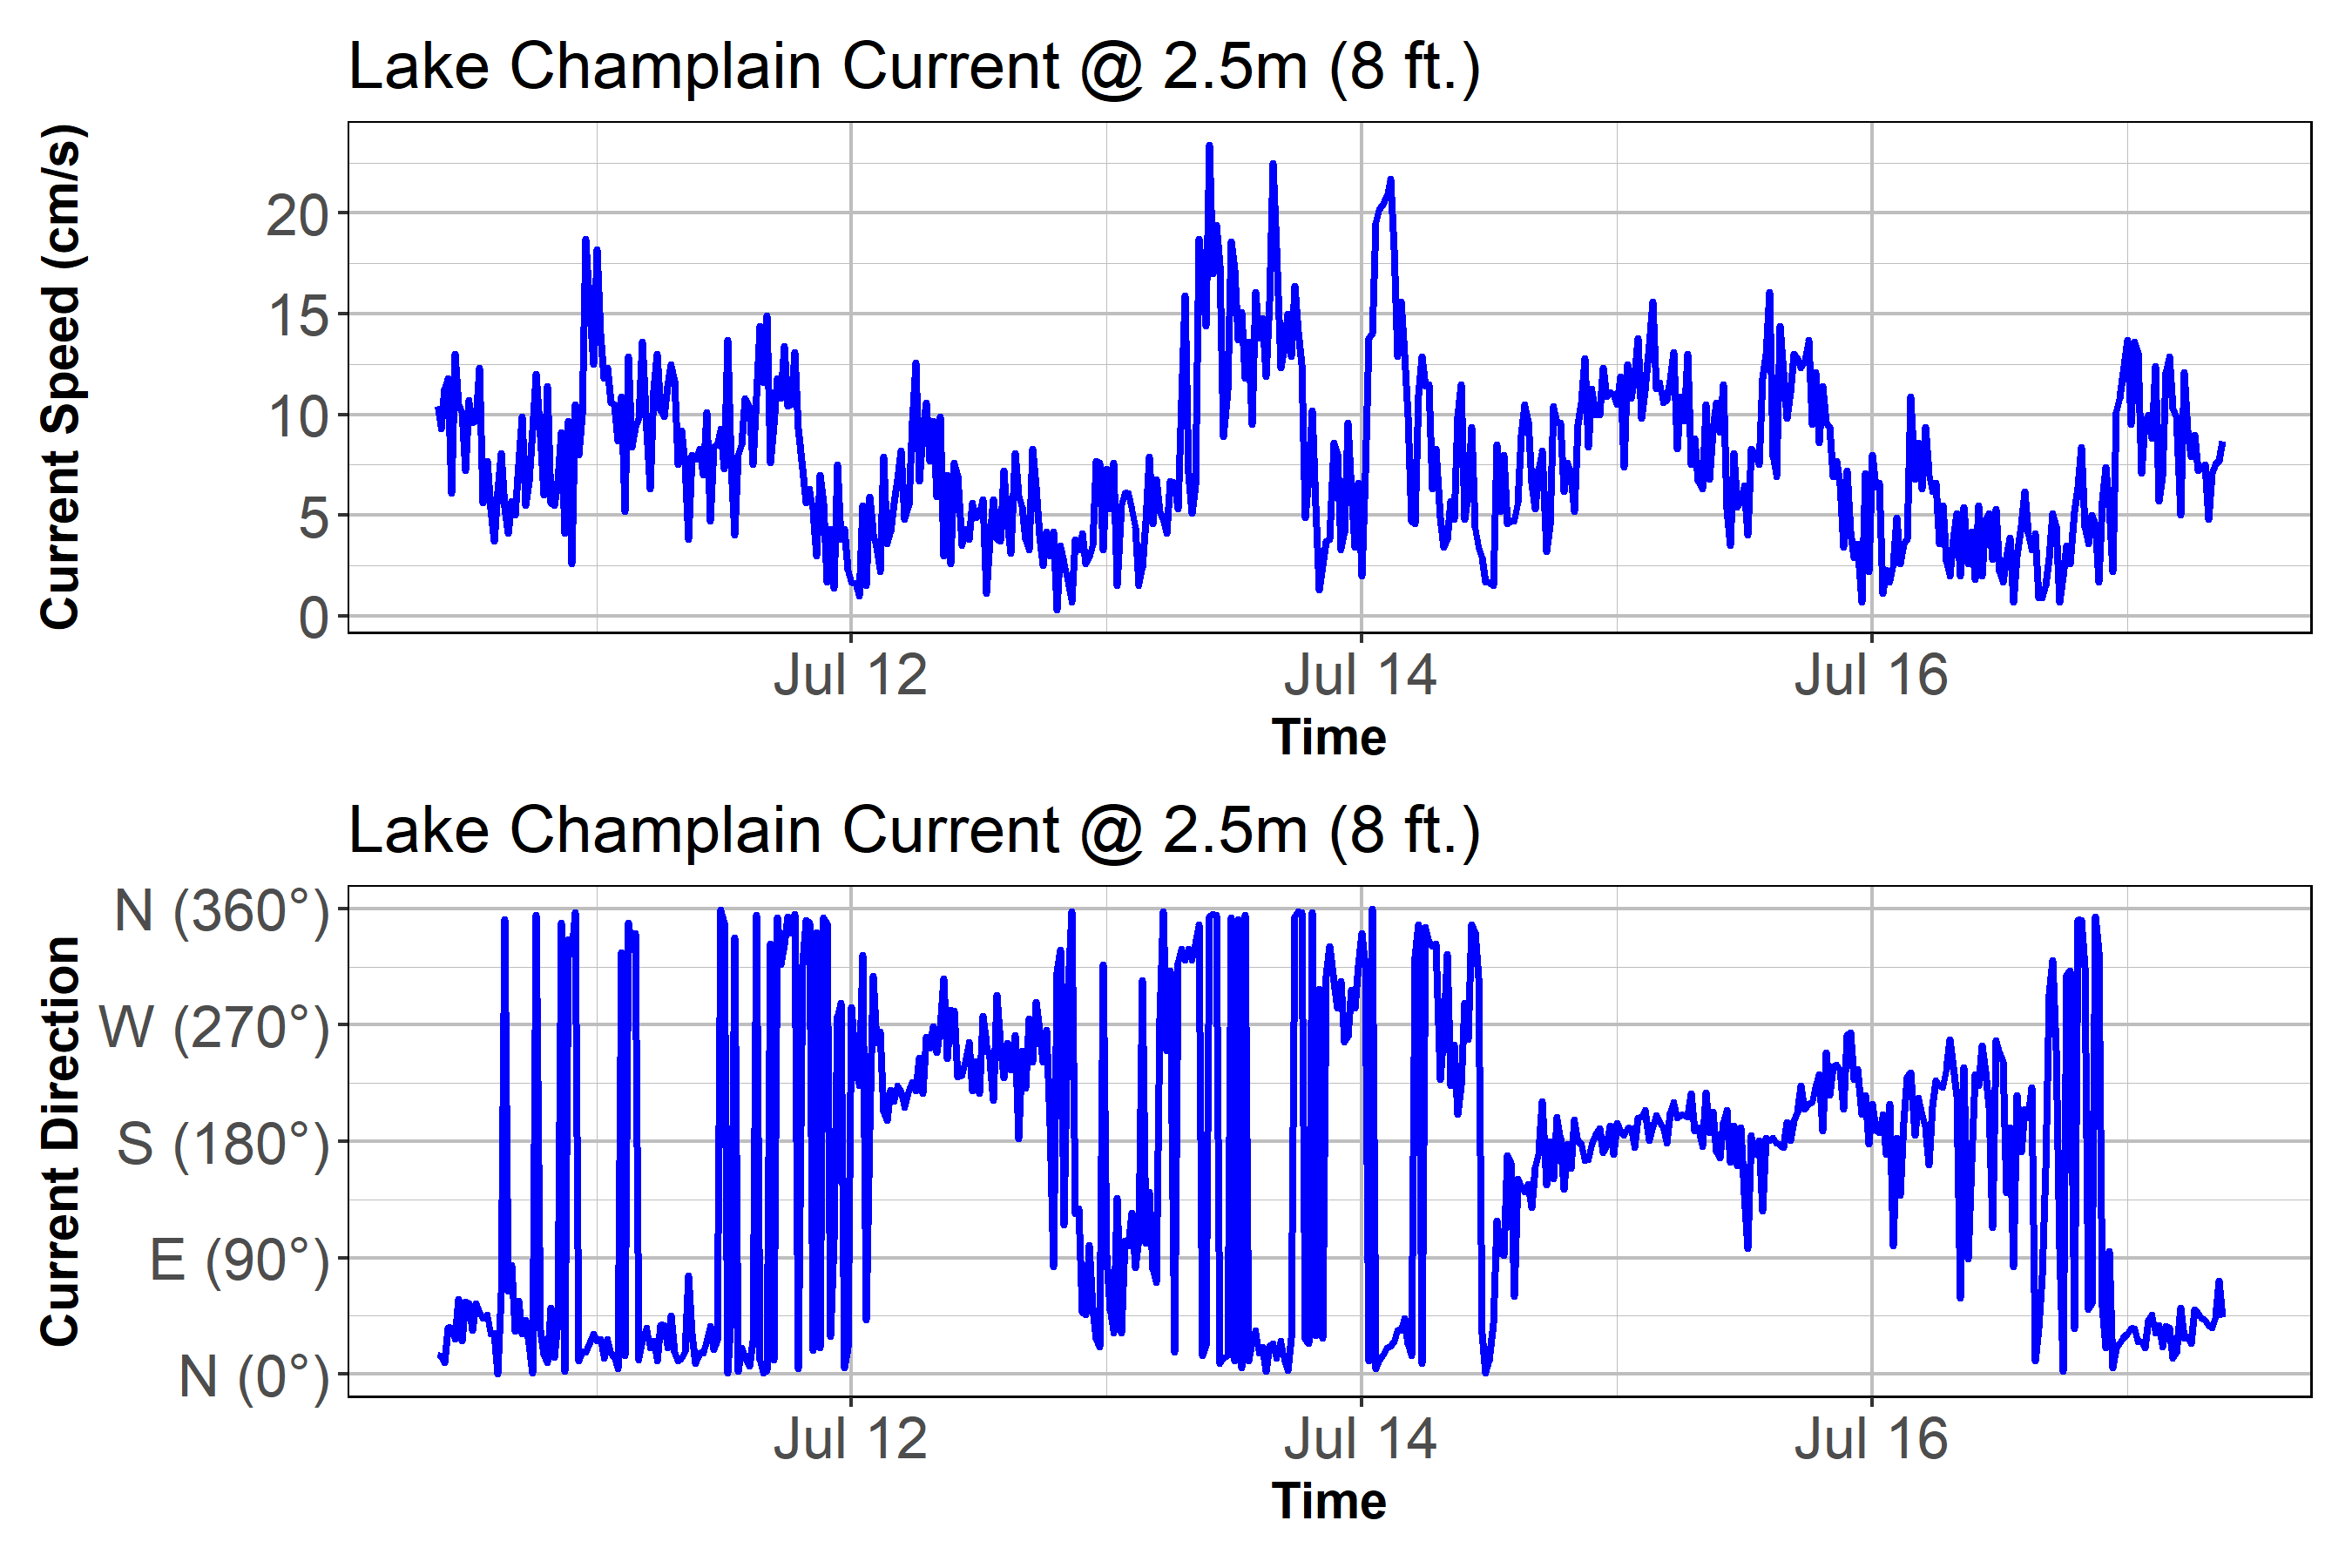 Lake Champlain Current @ 2.5m (8 ft.)
Current Speed (cm/s)
20
15
10
5
0
Jul 12 Jul 14 Jul 16
Time
Lake Champlain Current @ 2.5m (8 ft.)
Current Direction
N (360°)
W (270°)
S (180°)
E (90°)
N (0°)
Jul 12 Jul 14 Jul 16
Time